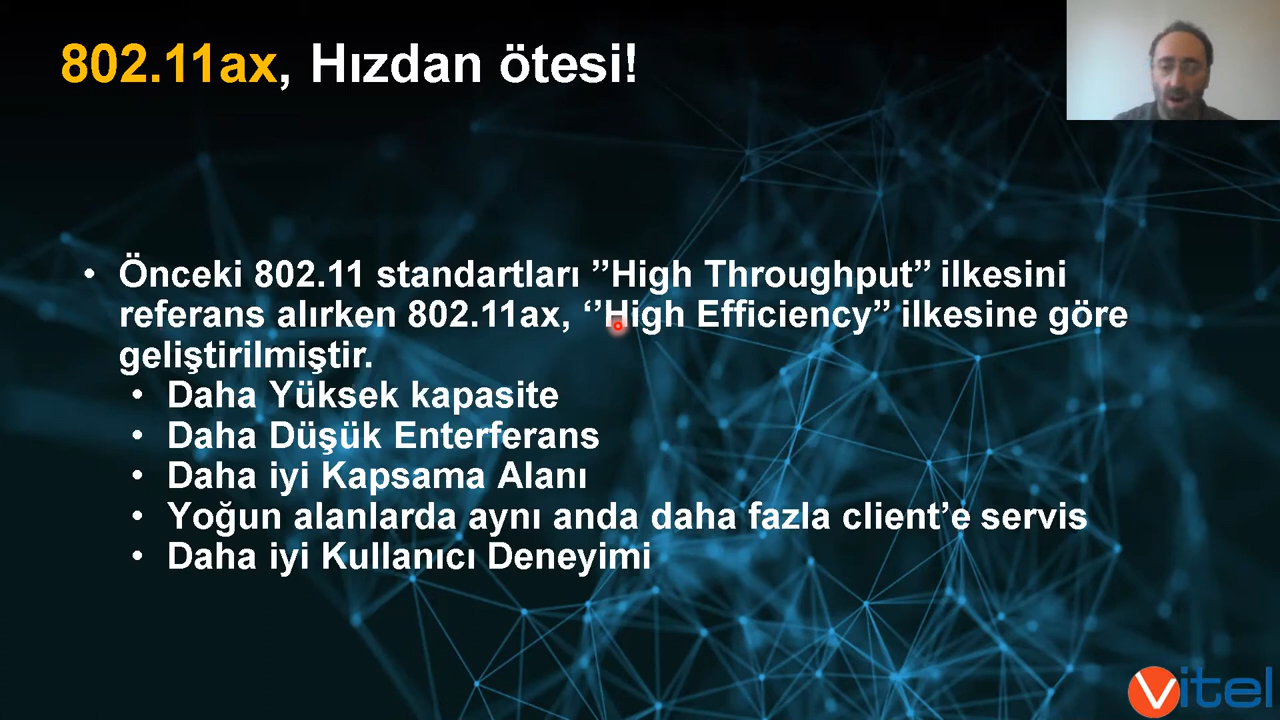 802.11ax, Hızdan ötesi!
• Önceki 802.11 standartları ’’High Throughput’’ ilkesini
referans alırken 802.11ax, ‘’High Efficiency’’ ilkesine göre
geliştirilmiştir.
• Daha Yüksek kapasite
• Daha Düşük Enterferans
• Daha iyi Kapsama Alanı
• Yoğun alanlarda aynı anda daha fazla client’e servis
• Daha iyi Kullanıcı Deneyimi
vitel